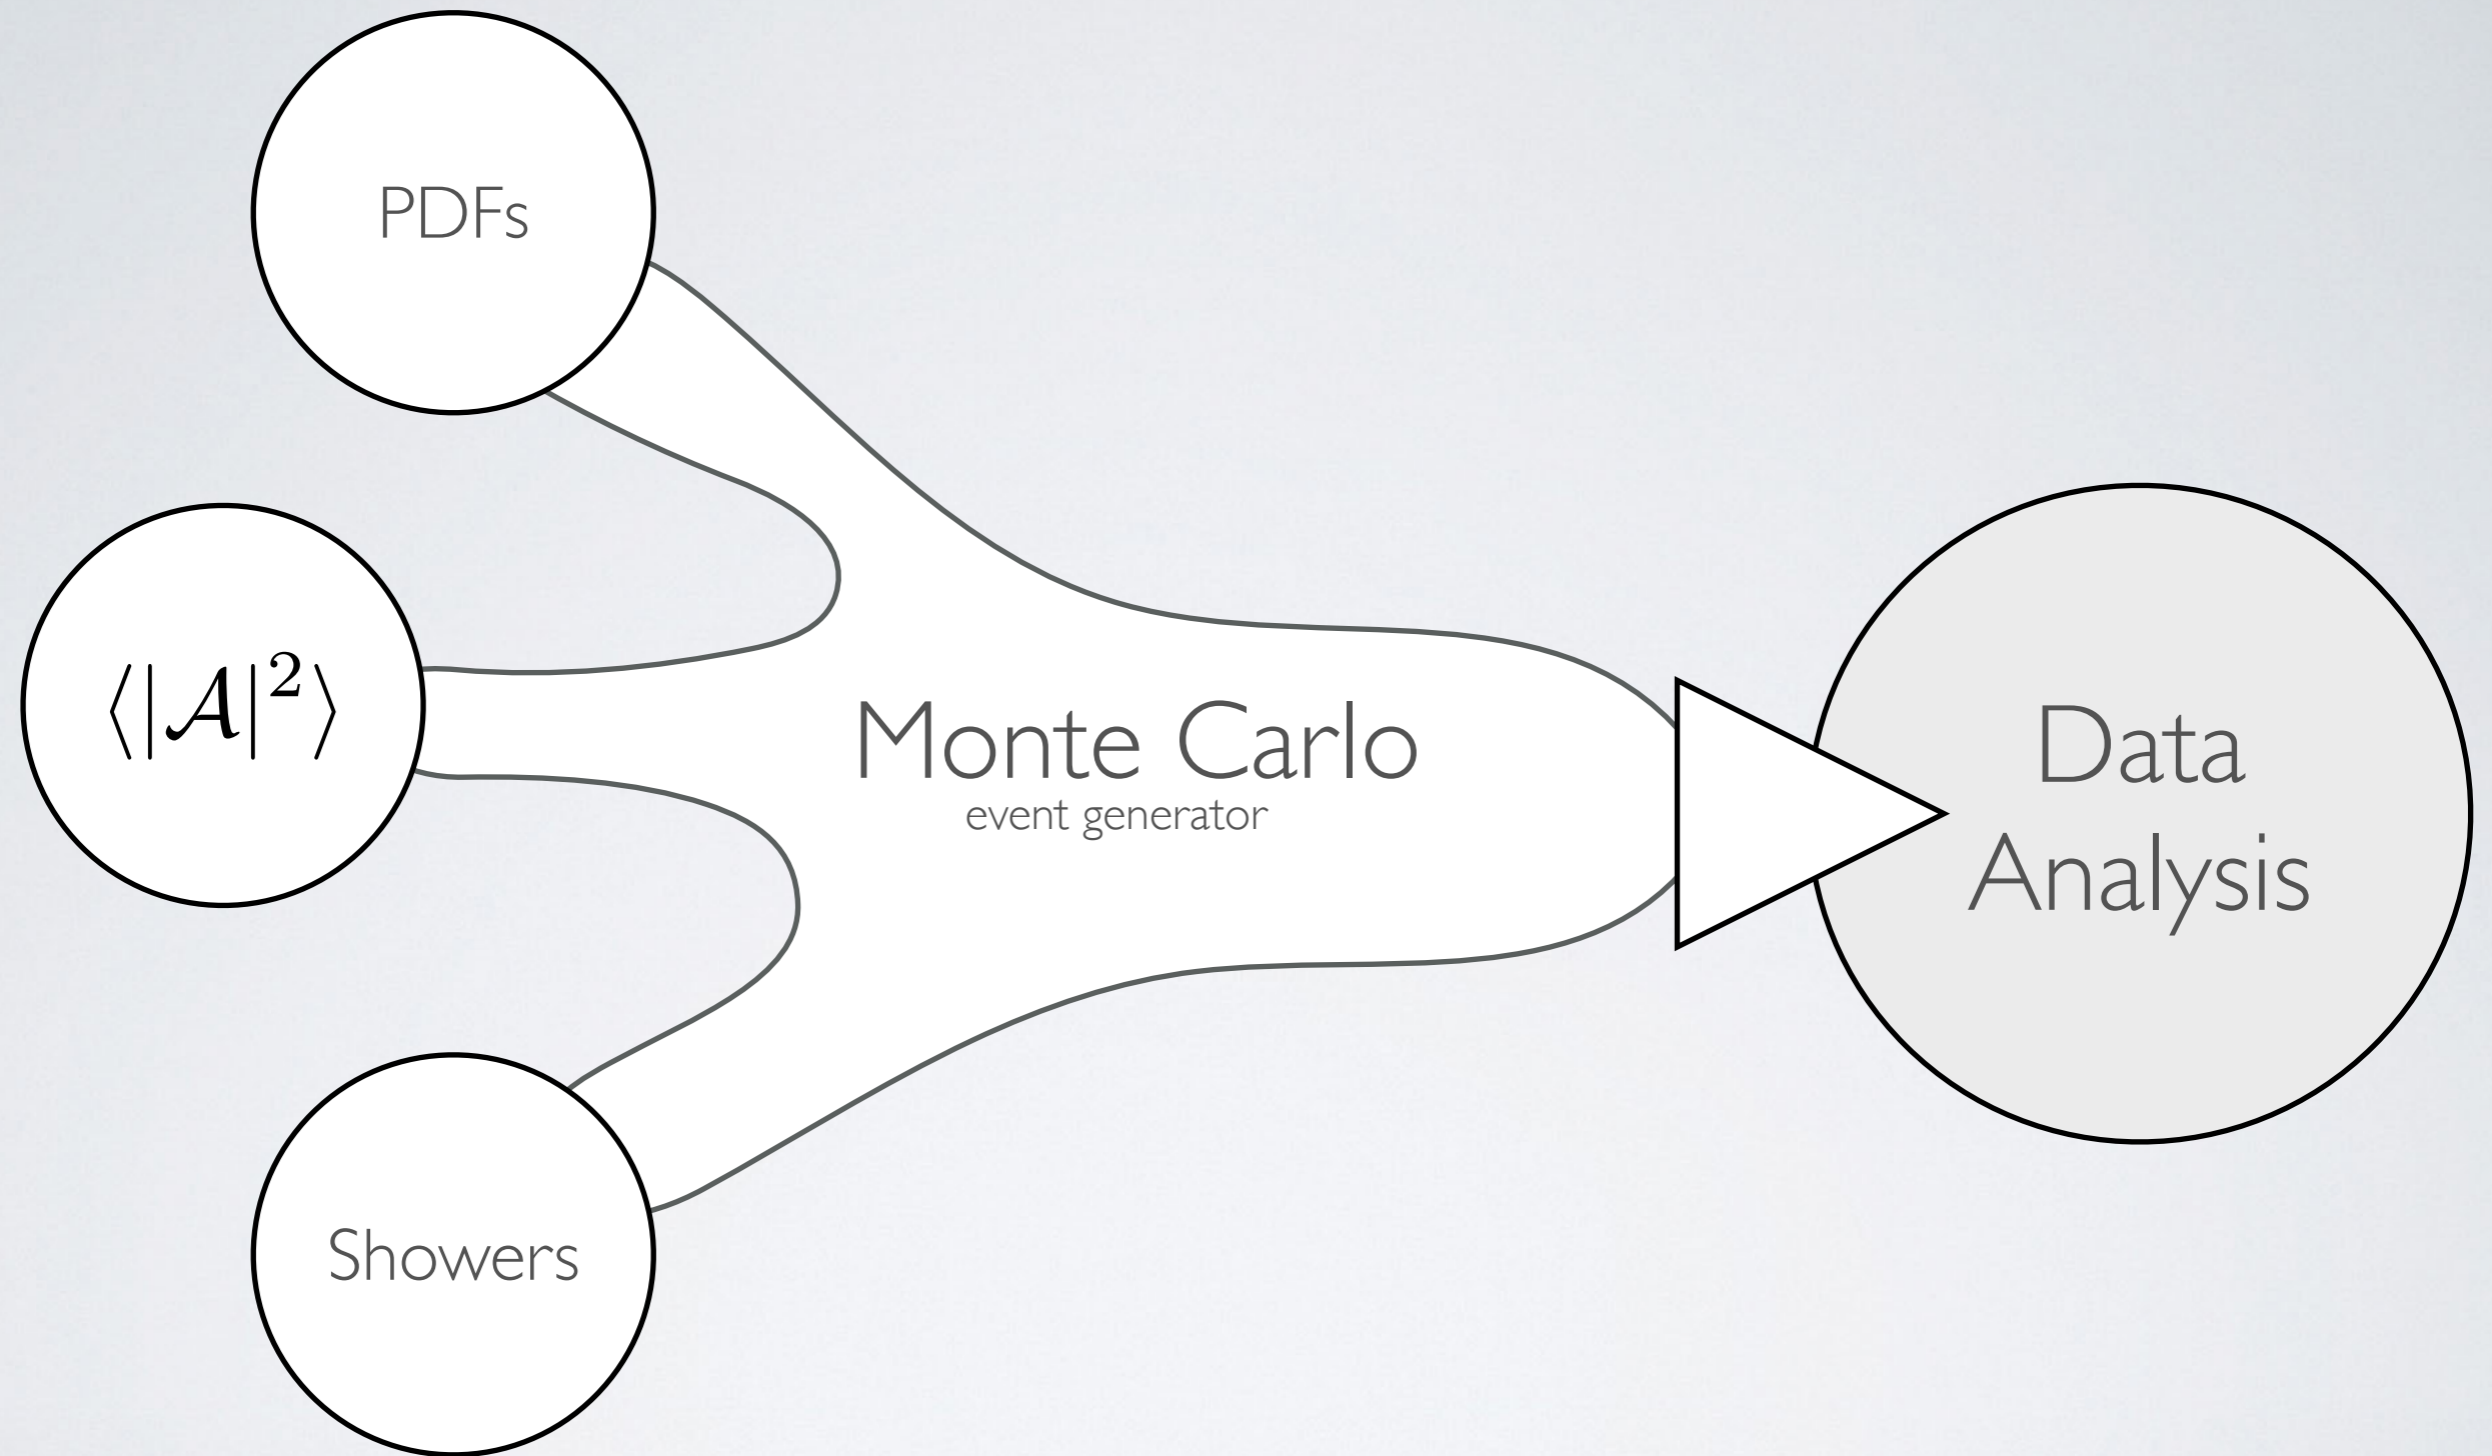 PDFs
⟨|𝒜|²⟩
Monte Carlo
event generator
Data
Analysis
Showers